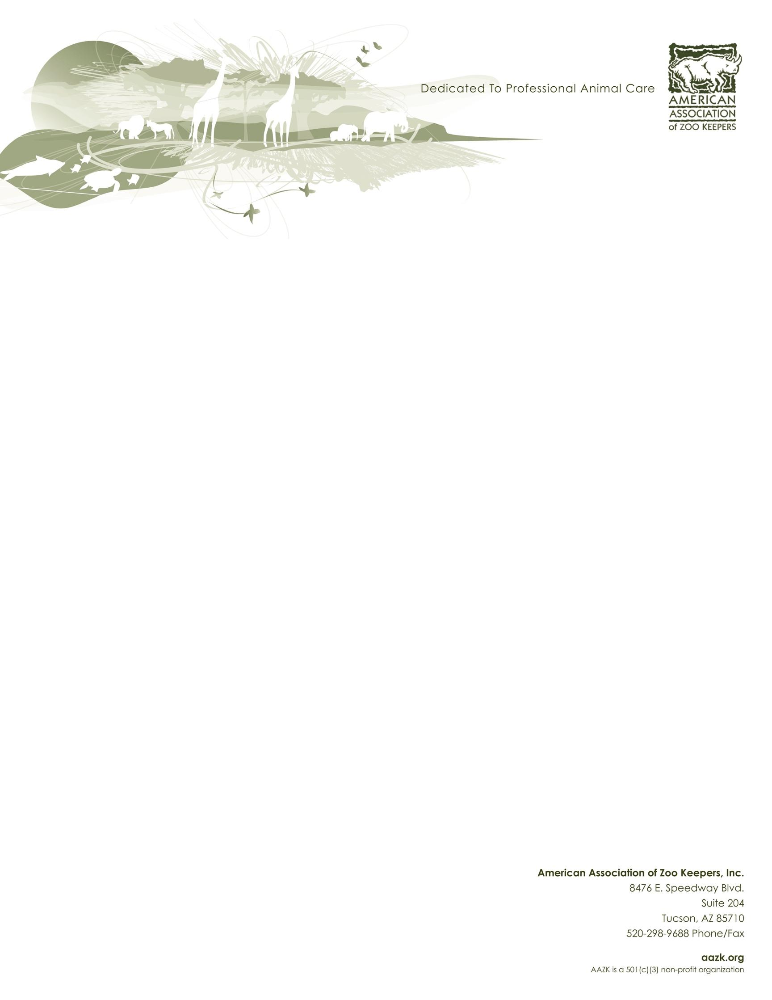 Dedicated To Professional Animal Care
AMERICAN
ASSOCIATION
of ZOO KEEPERS
American Association of Zoo Keepers, Inc.
8476 E. Speedway Blvd.
Suite 204
Tucson, AZ 85710
520-298-9688 Phone/Fax
aazk.org
AAZK is a 501(c)(3) non-profit organization